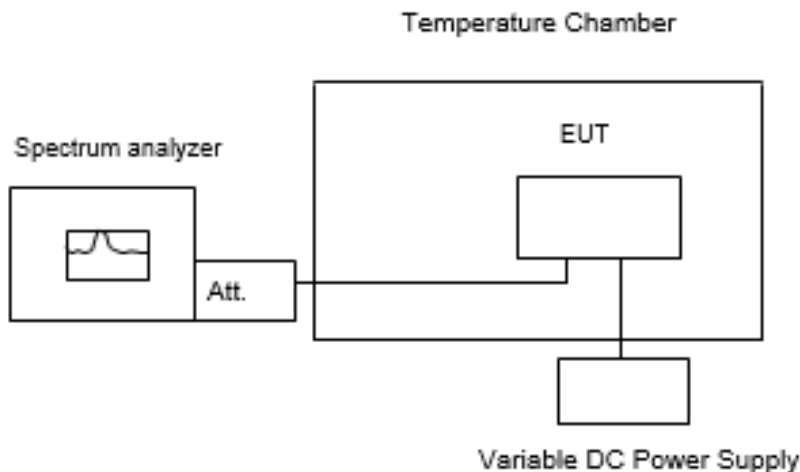 Temperature Chamber
EUT
Spectrum analyzer
Att.
Variable DC Power Supply